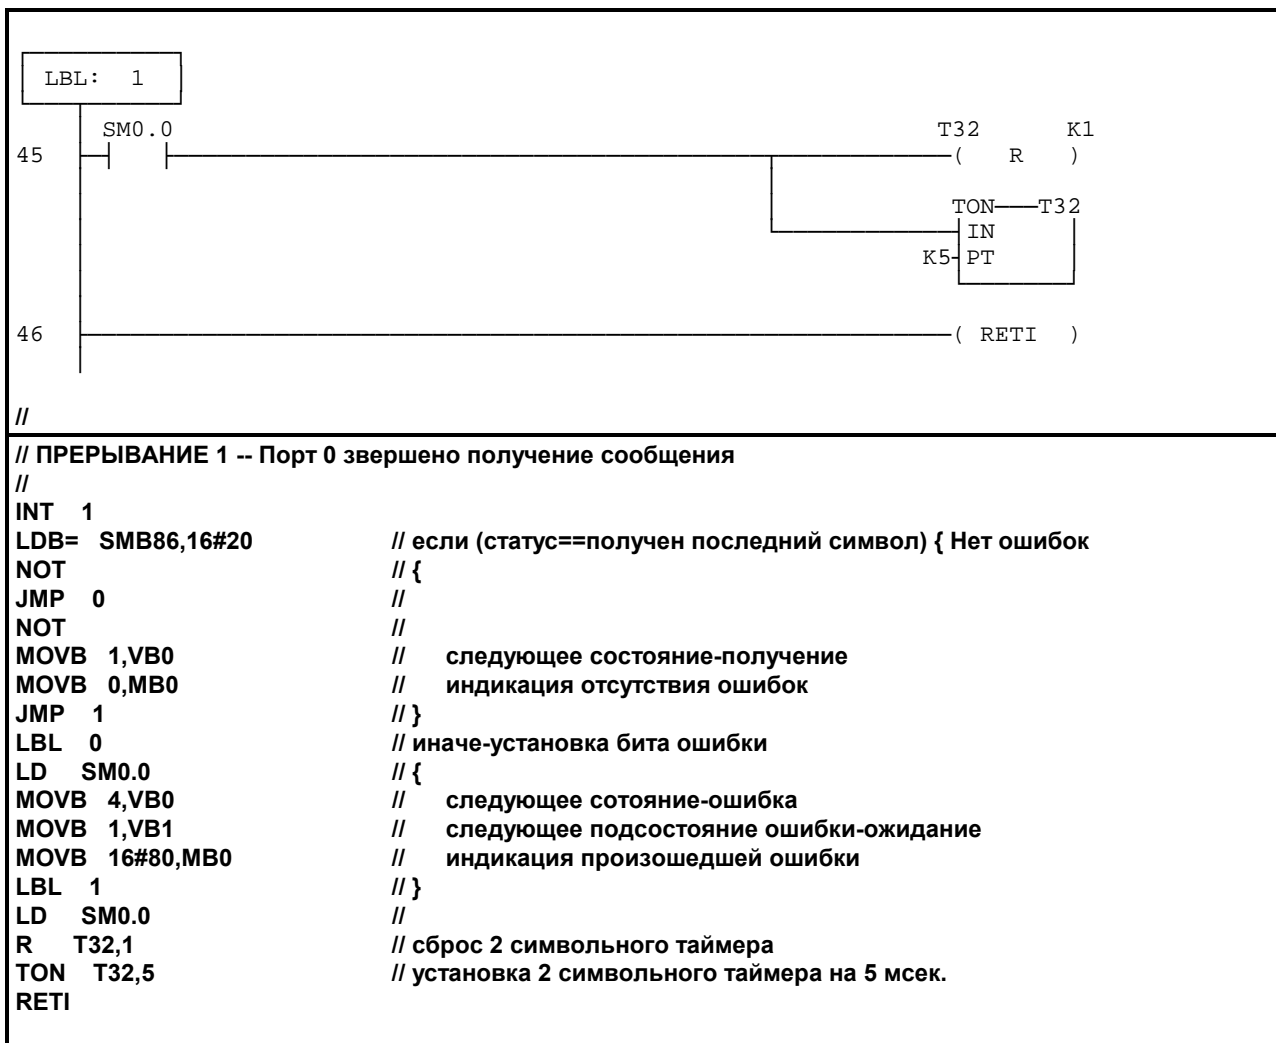 LBL: 1
SM0.0 T32 K1
45 ( R )
TON T32
IN
K5 PT
46 ( RETI )
//
// ПРЕРЫВАНИЕ 1 -- Порт 0 звершено получение сообщения
//
INT 1
LDB= SMB86,16#20 // если (статус==получен последний символ) { Нет ошибок
NOT // {
JMP 0 //
NOT //
MOVB 1,VB0 // следующее состояние-получение
MOVB 0,MB0 // индикация отсутствия ошибок
JMP 1 // }
LBL 0 // иначе-установка бита ошибки
LD SM0.0 // {
MOVB 4,VB0 // следующее сотояние-ошибка
MOVB 1,VB1 // следующее подсостояние ошибки-ожидание
MOVB 16#80,MB0 // индикация произошедшей ошибки
LBL 1 // }
LD SM0.0 //
R T32,1 // сброс 2 символьного таймера
TON T32,5 // установка 2 символьного таймера на 5 мсек.
RETI